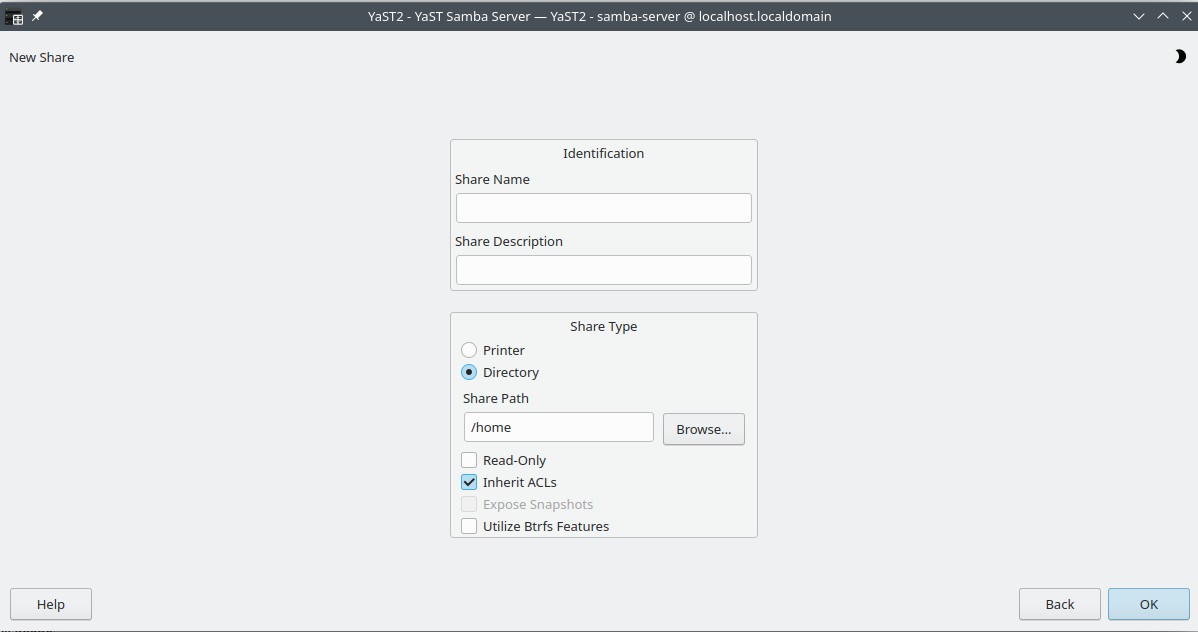 YaST2 - YaST Samba Server — YaST2 - samba-server @ localhost.localdomain
New Share
Identification
Share Name
Share Description
Share Type
Printer
Directory
Share Path
/home
Browse...
Read-Only
Inherit ACLs
Expose Snapshots
Utilize Btrfs Features
Help
Back
OK